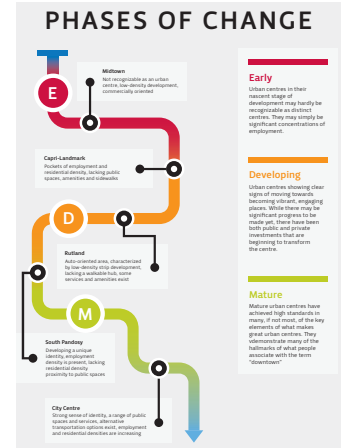 PHASES OF CHANGE
E
Midtown
Not recognizable as an urban
centre, low-density development,
commercially oriented
Capri-Landmark
Pockets of employment and
residential density, lacking public
spaces, amenities and sidewalks
D
Rutland
Auto-oriented area, characterized
by low-density strip development,
lacking a walkable hub, some
services and amenities exist
M
South Pandosy
Developing a unique
identity, employment
density is present, lacking
residential density
proximity to public spaces
City Centre
Strong sense of identity, a range of public
spaces and services, alternative
transportation options exist, employment
and residential densities are increasing
Early
Urban centres in their
nascent stage of
development may hardly be
recognizable as distinct
centres. They may simply be
significant concentrations of
employment.
Developing
Urban centres showing clear
signs of moving towards
becoming vibrant, engaging
places. While there may be
significant progress to be
made yet, there have been
both public and private
investments that are
beginning to transform
the centre.
Mature
Mature urban centres have
achieved high standards in
many, if not most, of the key
elements of what makes
great urban centres. They
vdemonstrate many of the
hallmarks of what people
associate with the term
"downtown"